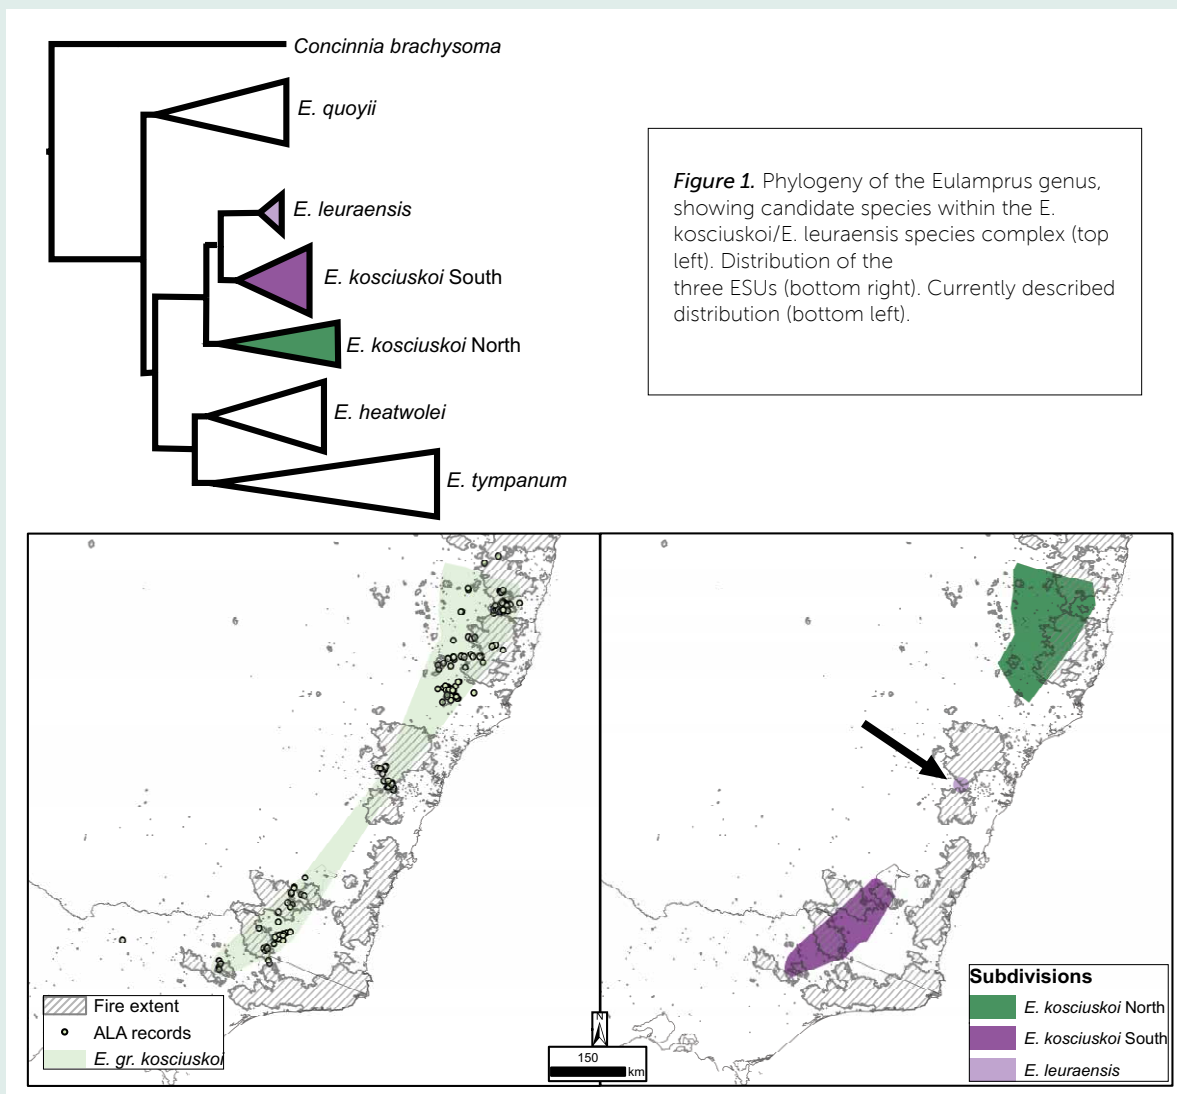 Concinnia brachysoma
E. quoyii
E. leuraensis
E. kosciuskoi South
E. kosciuskoi North
E. heatwolei
E. tympanum
Figure 1. Phylogeny of the Eulamprus genus,
showing candidate species within the E.
kosciuskoi/E. leuraensis species complex (top
left). Distribution of the
three ESUs (bottom right). Currently described
distribution (bottom left).
Fire extent
ALA records
E. gr. kosciuskoi
N
150
km
Subdivisions
E. kosciuskoi North
E. kosciuskoi South
E. leuraensis